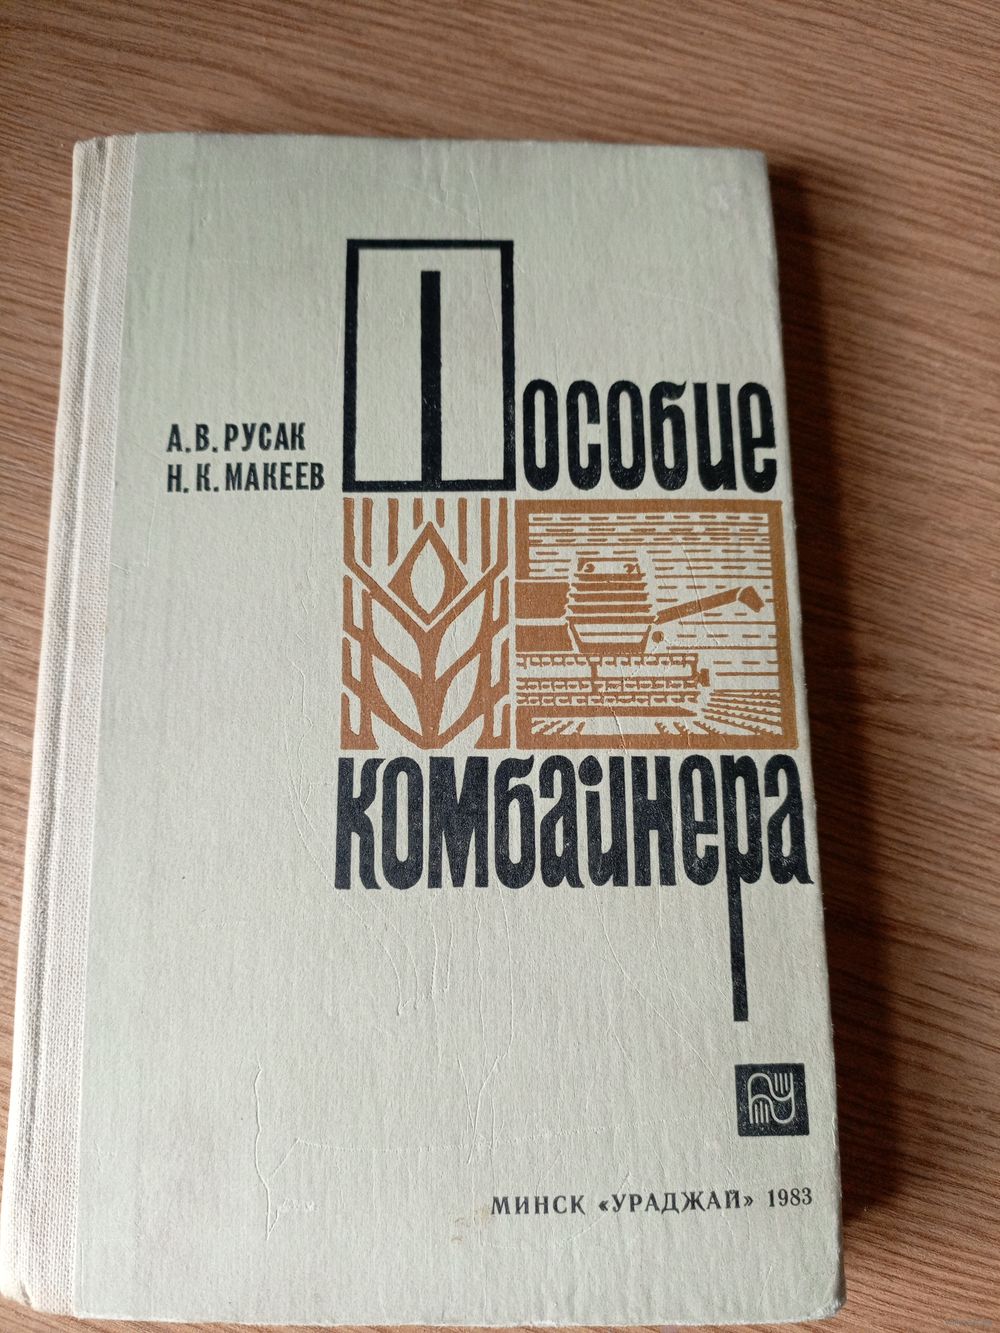 А.В. РУСАК
Н.К. МАКЕЕВ
Пособие
комбайнера
МИНСК «УРАДЖАЙ» 1983